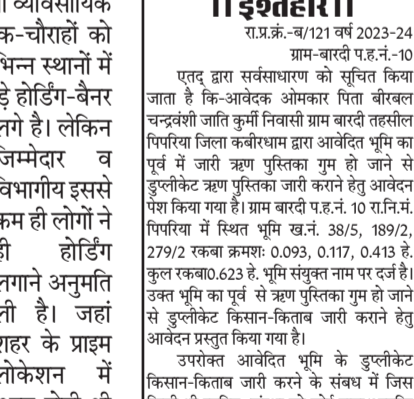 व्यावसायिक
क-चौराहों को
भिन्न स्थानों में
ड़े होर्डिंग-बैनर
लगे है। लेकिन
जिम्मेदार व
विभागीय इससे
कम ही लोगों ने
ही होर्डिंग
लगाने अनुमति
ली है। जहां
शहर के प्राइम
लोकेशन में
।। इश्तहार।।
रा.प्र.क्रं.-ब/121 वर्ष 2023-24
ग्राम-बारदी प.ह.नं.-10
एतद् द्वारा सर्वसाधारण को सूचित किया
जाता है कि-आवेदक ओमकार पिता बीरबल
चन्द्रवंशी जाति कुर्मी निवासी ग्राम बारदी तहसील
पिपरिया जिला कबीरधाम द्वारा आवेदित भूमि का
पूर्व में जारी ऋण पुस्तिका गुम हो जाने से
डुप्लीकेट ऋण पुस्तिका जारी कराने हेतु आवेदन
पेश किया गया है। ग्राम बारदी प.ह.नं. 10 रा.नि.मं.
पिपरिया में स्थित भूमि ख.नं. 38/5, 189/2,
279/2 रकबा क्रमशः 0.093, 0.117, 0.413 हे.
कुल रकबा0.623 हे. भूमि संयुक्त नाम पर दर्ज है।
उक्त भूमि का पूर्व से ऋण पुस्तिका गुम हो जाने
से डुप्लीकेट किसान-किताब जारी कराने हेतु
आवेदन प्रस्तुत किया गया है।
उपरोक्त आवेदित भूमि के डुप्लीकेट
किसान-किताब जारी करने के संबध में जिस